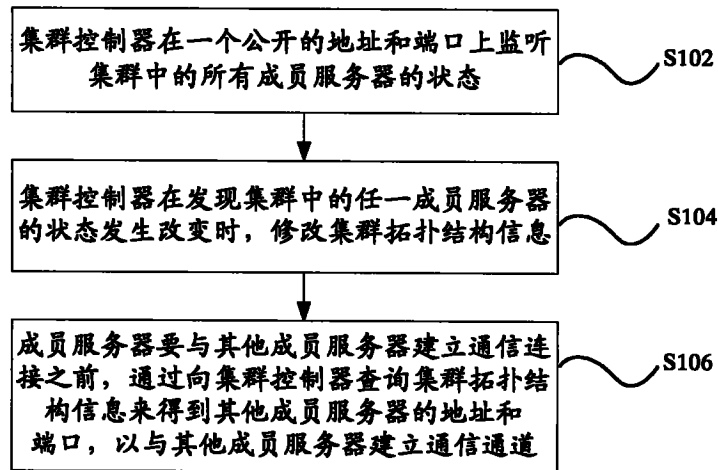 集群控制器在一个公开的地址和端口上监听
集群中的所有成员服务器的状态
S102
集群控制器在发现集群中的任一成员服务器
的状态发生改变时，修改集群拓扑结构信息
S104
成员服务器要与其他成员服务器建立通信连
接之前，通过向集群控制器查询集群拓扑结
构信息来得到其他成员服务器的地址和
端口，以与其他成员服务器建立通信通道
S106